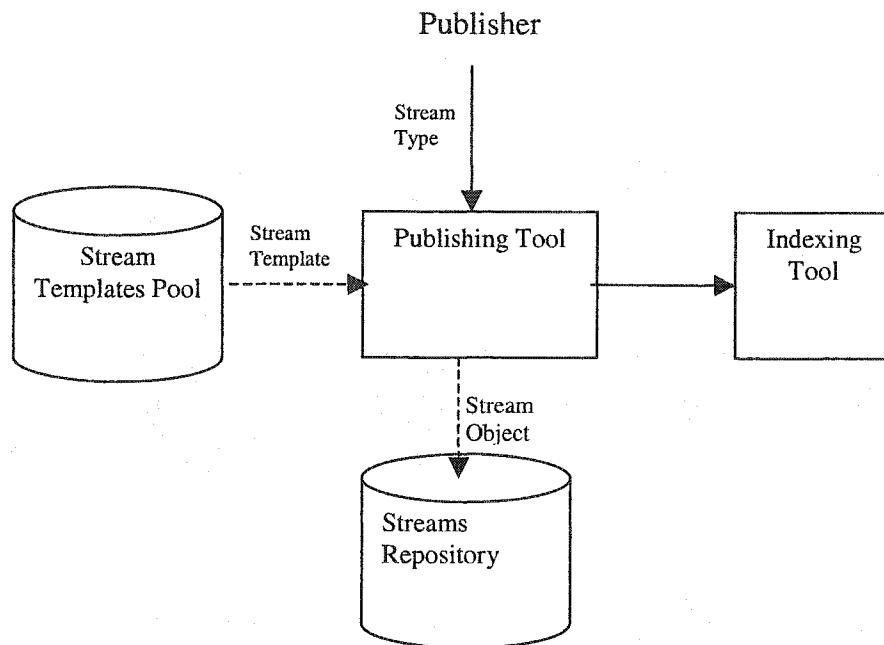 Publisher
Stream
Type
Stream
Templates Pool
Stream
Template
Publishing Tool
Indexing
Tool
Stream
Object
Streams
Repository